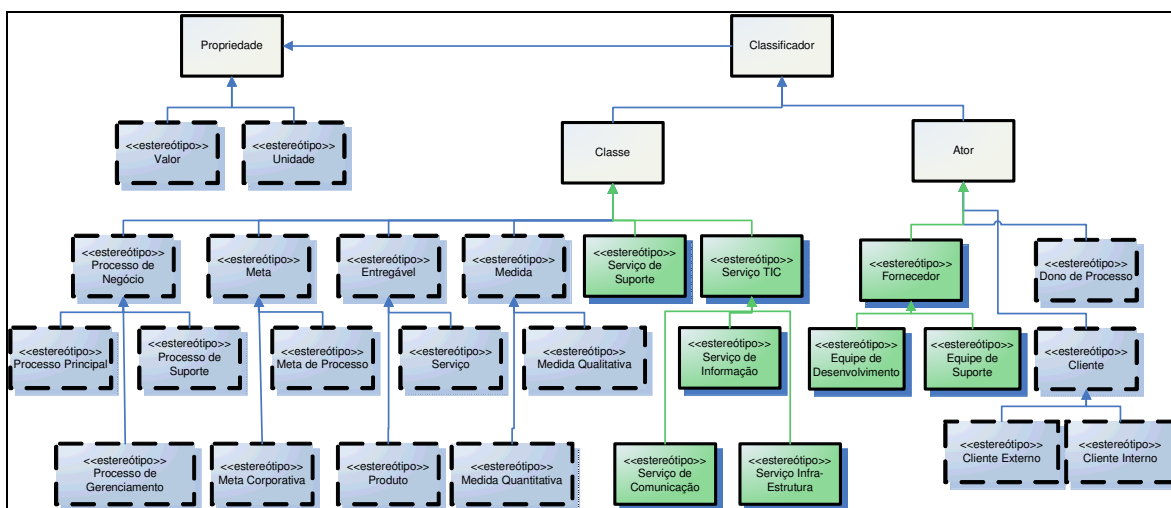 Propriedade
Classificador
<<estereótipo>>
Valor
<<estereótipo>>
Unidade
Classe
Ator
<<estereótipo>>
Processo de
Negócio
<<estereótipo>>
Meta
<<estereótipo>>
Entregável
<<estereótipo>>
Medida
<<estereótipo>>
Serviço de
Suporte
<<estereótipo>>
Serviço TIC
<<estereótipo>>
Fornecedor
<<estereótipo>>
Dono de Processo
<<estereótipo>>
Processo Principal
<<estereótipo>>
Processo de
Suporte
<<estereótipo>>
Meta de Processo
<<estereótipo>>
Serviço
<<estereótipo>>
Medida Qualitativa
<<estereótipo>>
Serviço de
Informação
<<estereótipo>>
Equipe de
Desenvolvimento
<<estereótipo>>
Equipe de
Suporte
<<estereótipo>>
Cliente
<<estereótipo>>
Processo de
Gerenciamento
<<estereótipo>>
Meta Corporativa
<<estereótipo>>
Produto
<<estereótipo>>
Medida Quantitativa
<<estereótipo>>
Serviço de
Comunicação
<<estereótipo>>
Serviço Infra-
Estrutura
<<estereótipo>>
Cliente Externo
<<estereótipo>>
Cliente Interno